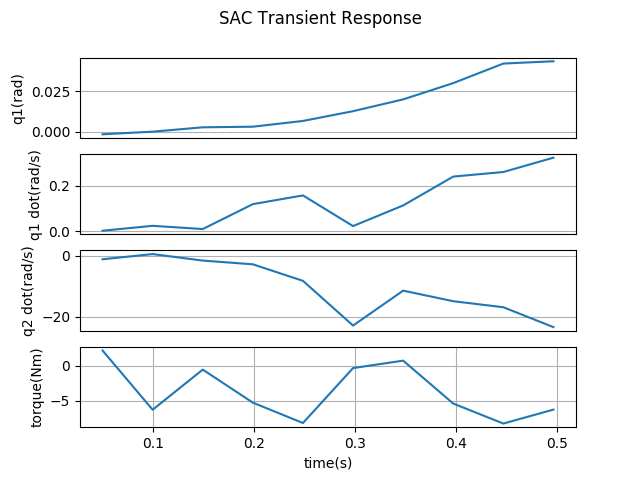 SAC Transient Response
q1(rad)
0.025
0.000
q1 dot(rad/s)
0.2
0.0
q2 dot(rad/s)
0
−20
torque(Nm)
0
−5
0.1 0.2 0.3 0.4 0.5
time(s)